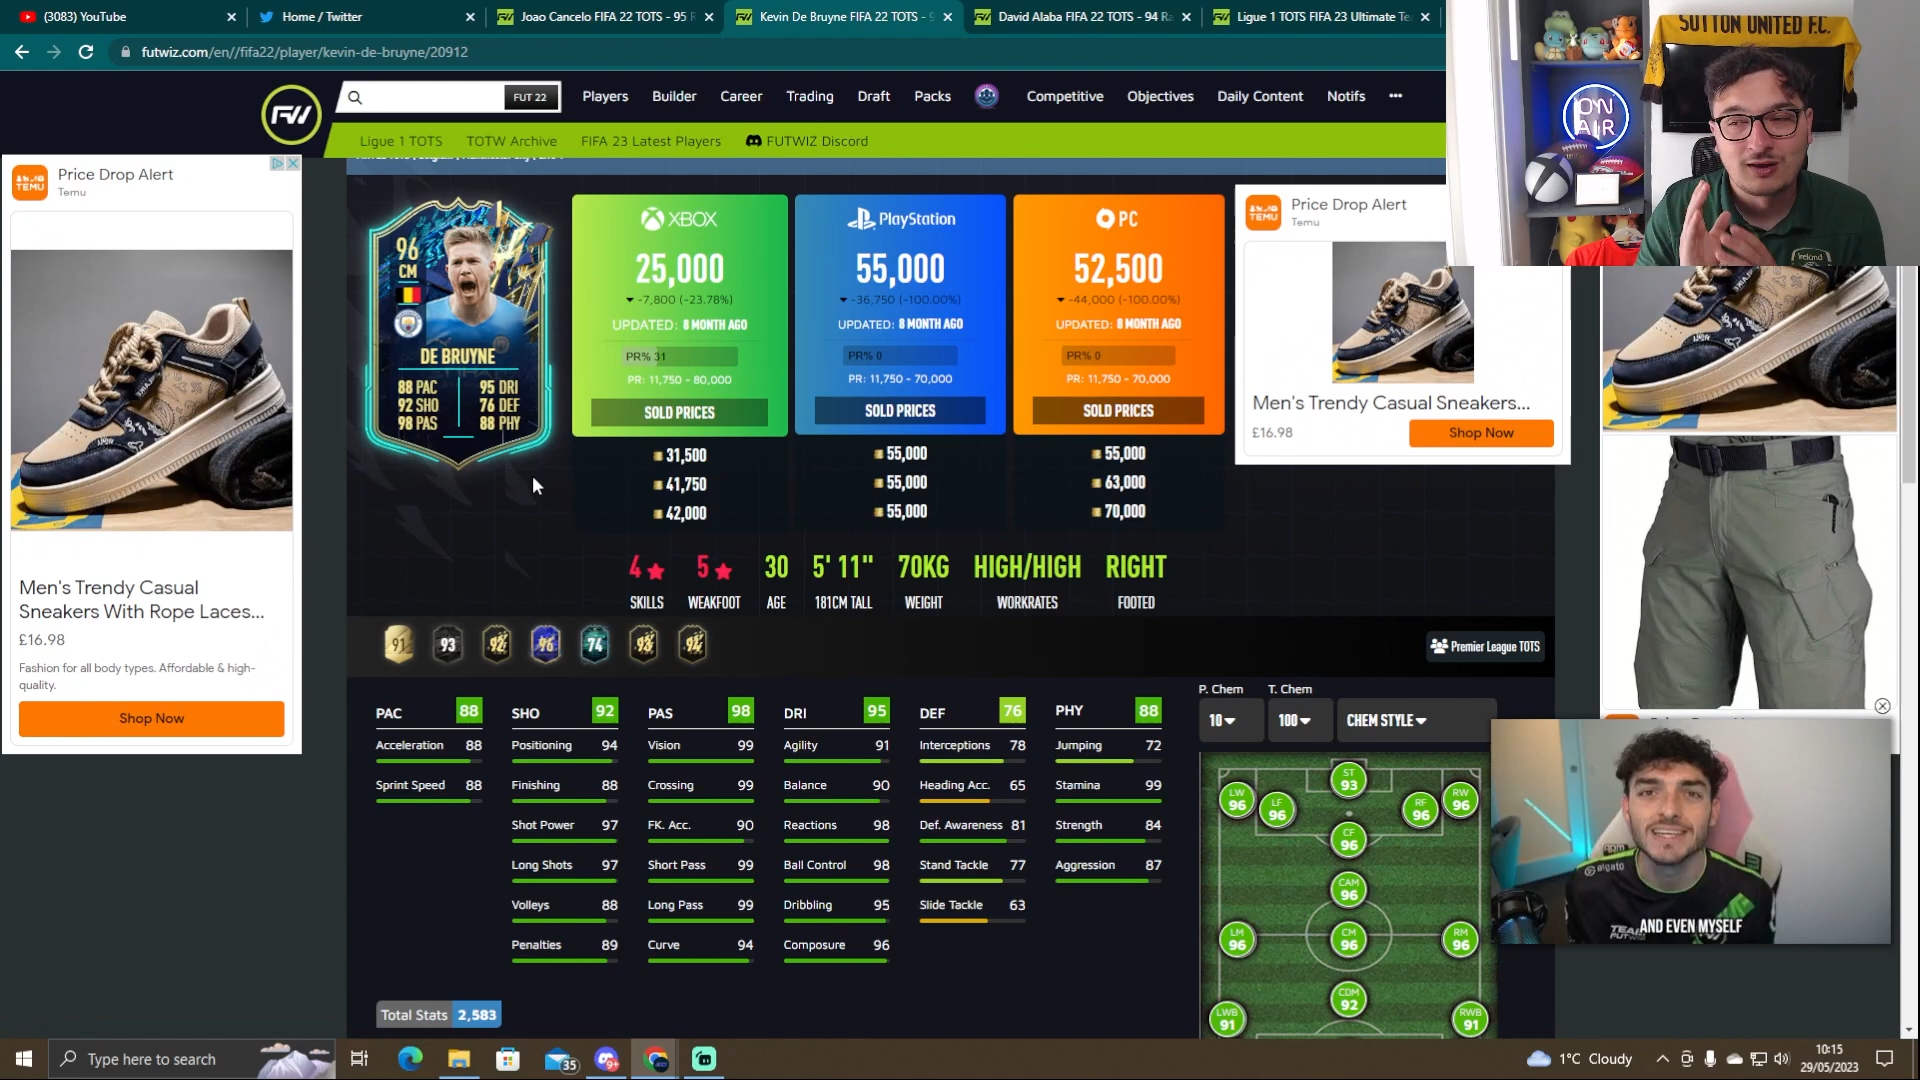 (3083) YouTube
Home / Twitter
Joao Cancelo FIFA 22 TOTS - 95 R
Kevin De Bruyne FIFA 22 TOTS - 9
David Alaba FIFA 22 TOTS - 94 Ra
Ligue 1 TOTS FIFA 23 Ultimate Te
futwiz.com/en//fifa22/player/kevin-de-bruyne/20912
SUTTON UNITED F.C.
ON AIR
FUT 22
Players
Builder
Career
Trading
Draft
Packs
Competitive
Objectives
Daily Content
Notifs
Ligue 1 TOTS
TOTW Archive
FIFA 23 Latest Players
FUTWIZ Discord
Price Drop Alert
Temu
Men's Trendy Casual
Sneakers With Rope Laces...
£16.98
Fashion for all body types. Affordable & high-
quality.
Shop Now
96
CM
DE BRUYNE
88 PAC 95 DRI
92 SHO 76 DEF
98 PAS 88 PHY
XBOX
25,000
-7,800 (-23.78%)
UPDATED: 8 MONTH AGO
PR% 31
PR: 11,750 - 80,000
SOLD PRICES
31,500
41,750
42,000
PlayStation
55,000
-36,750 (-100.00%)
UPDATED: 8 MONTH AGO
PR% 0
PR: 11,750 - 70,000
SOLD PRICES
55,000
55,000
55,000
PC
52,500
-44,000 (-100.00%)
UPDATED: 8 MONTH AGO
PR% 0
PR: 11,750 - 70,000
SOLD PRICES
55,000
63,000
70,000
Price Drop Alert
Temu
Men's Trendy Casual Sneakers...
£16.98
Shop Now
Ireland
4 5 30 5' 11" 70KG HIGH/HIGH RIGHT
SKILLS WEAKFOOT AGE 181CM TALL WEIGHT WORKRATES FOOTED
91 93 92 96 74 93 94
Premier League TOTS
PAC 88
Acceleration 88
Sprint Speed 88
SHO 92
Positioning 94
Finishing 88
Shot Power 97
Long Shots 97
Volleys 88
Penalties 89
PAS 98
Vision 99
Crossing 99
FK. Acc. 90
Short Pass 99
Long Pass 99
Curve 94
DRI 95
Agility 91
Balance 90
Reactions 98
Ball Control 98
Dribbling 95
Composure 96
DEF 76
Interceptions 78
Heading Acc. 65
Def. Awareness 81
Stand Tackle 77
Slide Tackle 63
PHY 88
Jumping 72
Stamina 99
Strength 84
Aggression 87
Total Stats 2,583
P. Chem T. Chem
10 100 CHEM STYLE
ST 93
LW 96
LF 96
RF 96
RW 96
CF 96
CAM 96
LM 96
CM 96
RM 96
CDM 92
LWB 91
RWB 91
elgato
AND EVEN MYSELF
Type here to search
35
9+
1°C Cloudy
10:15
29/05/2023